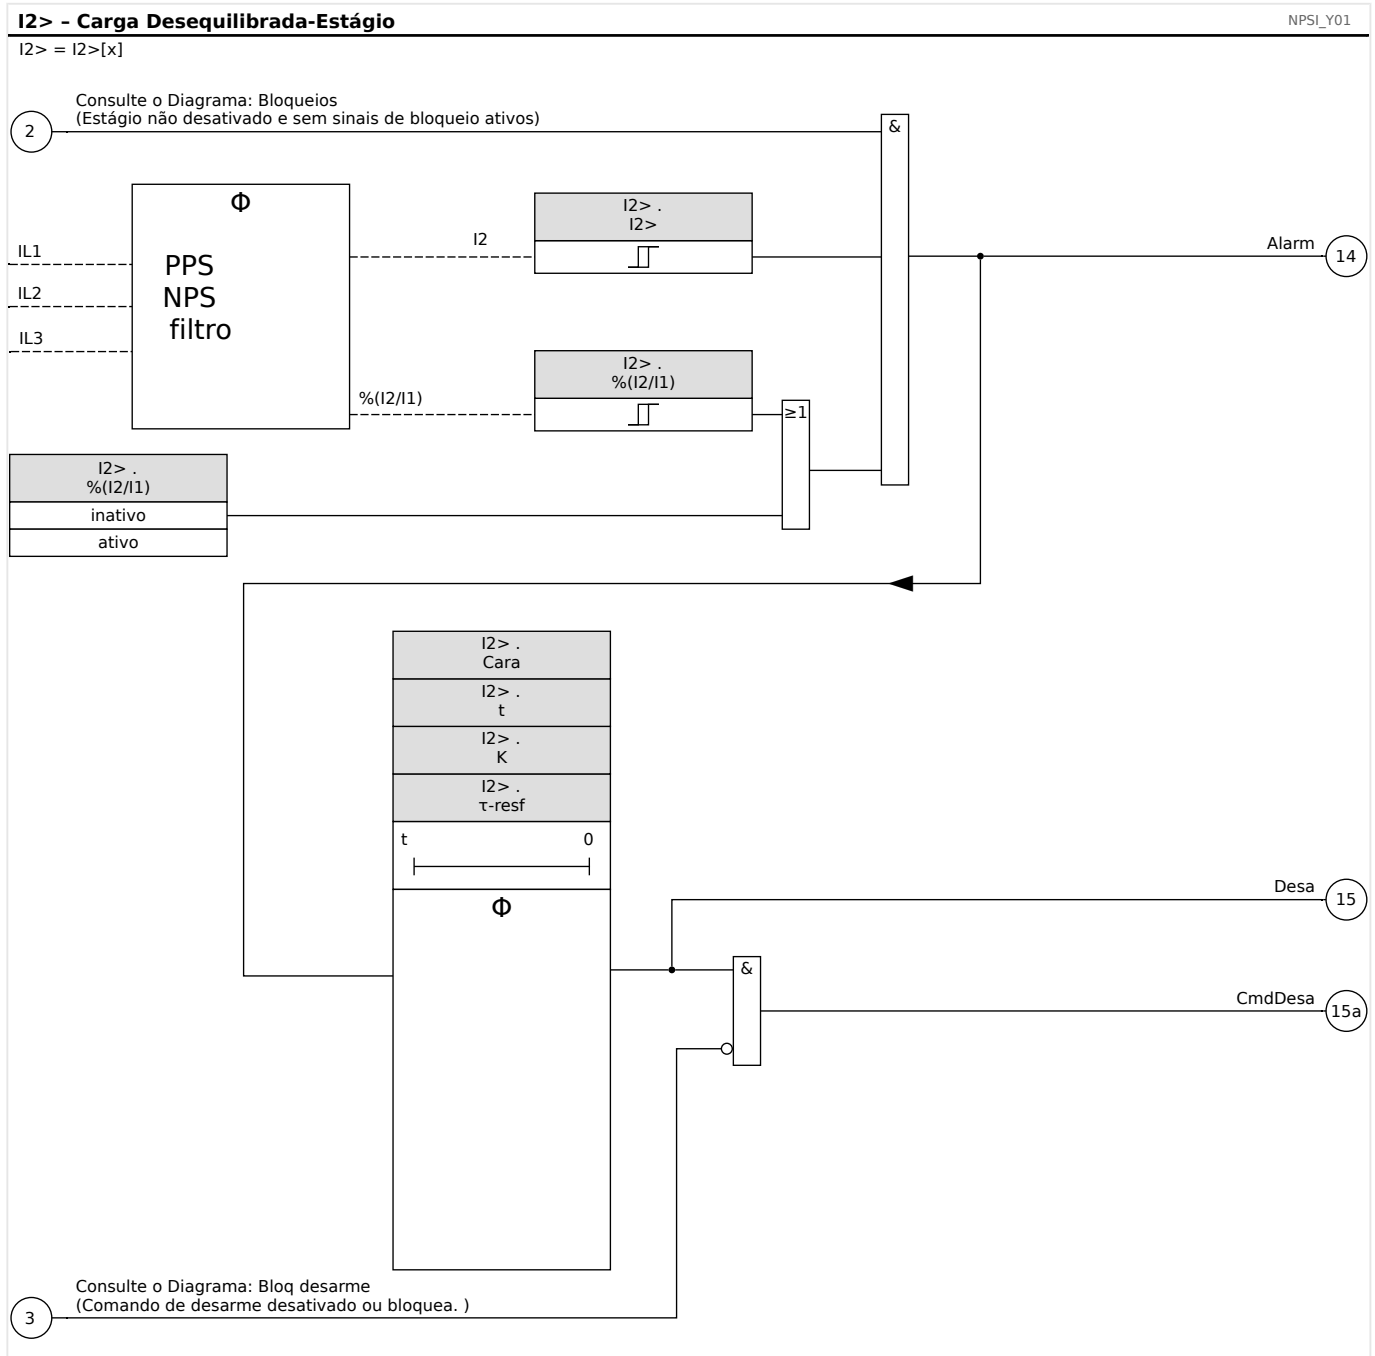 I2> – Carga Desequilibrada-Estágio
NPSI_Y01
I2> = I2>[x]
Consulte o Diagrama: Bloqueios
(Estágio não desativado e sem sinais de bloqueio ativos)
2
&
Φ
PPS
NPS
filtro
IL1
IL2
IL3
I2
I2> .
I2>
Alarm
14
%(I2/I1)
I2> .
%(I2/I1)
≥1
I2> .
%(I2/I1)
inativo
ativo
I2> .
Cara
I2> .
t
I2> .
K
I2> .
τ-resf
t 0
Φ
Desa
15
&
CmdDesa
15a
Consulte o Diagrama: Bloq desarme
(Comando de desarme desativado ou bloquea. )
3